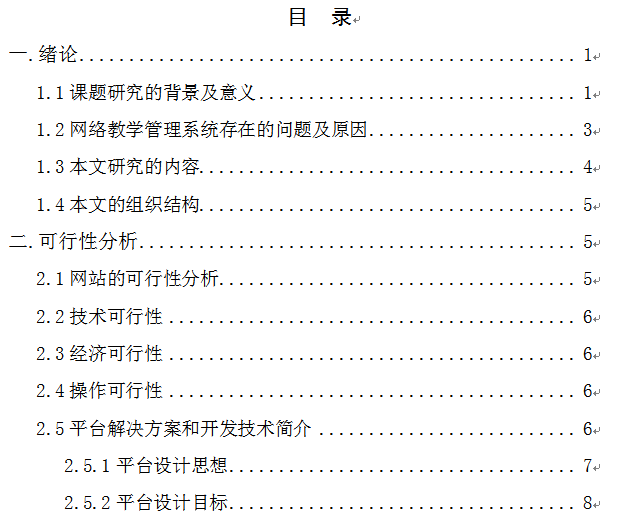 目 录
一.绪论.................................................. 1
1.1课题研究的背景及意义................................ 1
1.2网络教学管理系统存在的问题及原因..................... 3
1.3本文研究的内容...................................... 4
1.4本文的组织结构...................................... 5
二.可行性分析............................................ 5
2.1网站的可行性分析.................................... 5
2.2技术可行性 ......................................... 6
2.3经济可行性 ......................................... 6
2.4操作可行性 ......................................... 6
2.5平台解决方案和开发技术简介 .......................... 6
2.5.1平台设计思想................................... 7
2.5.2平台设计目标................................... 8